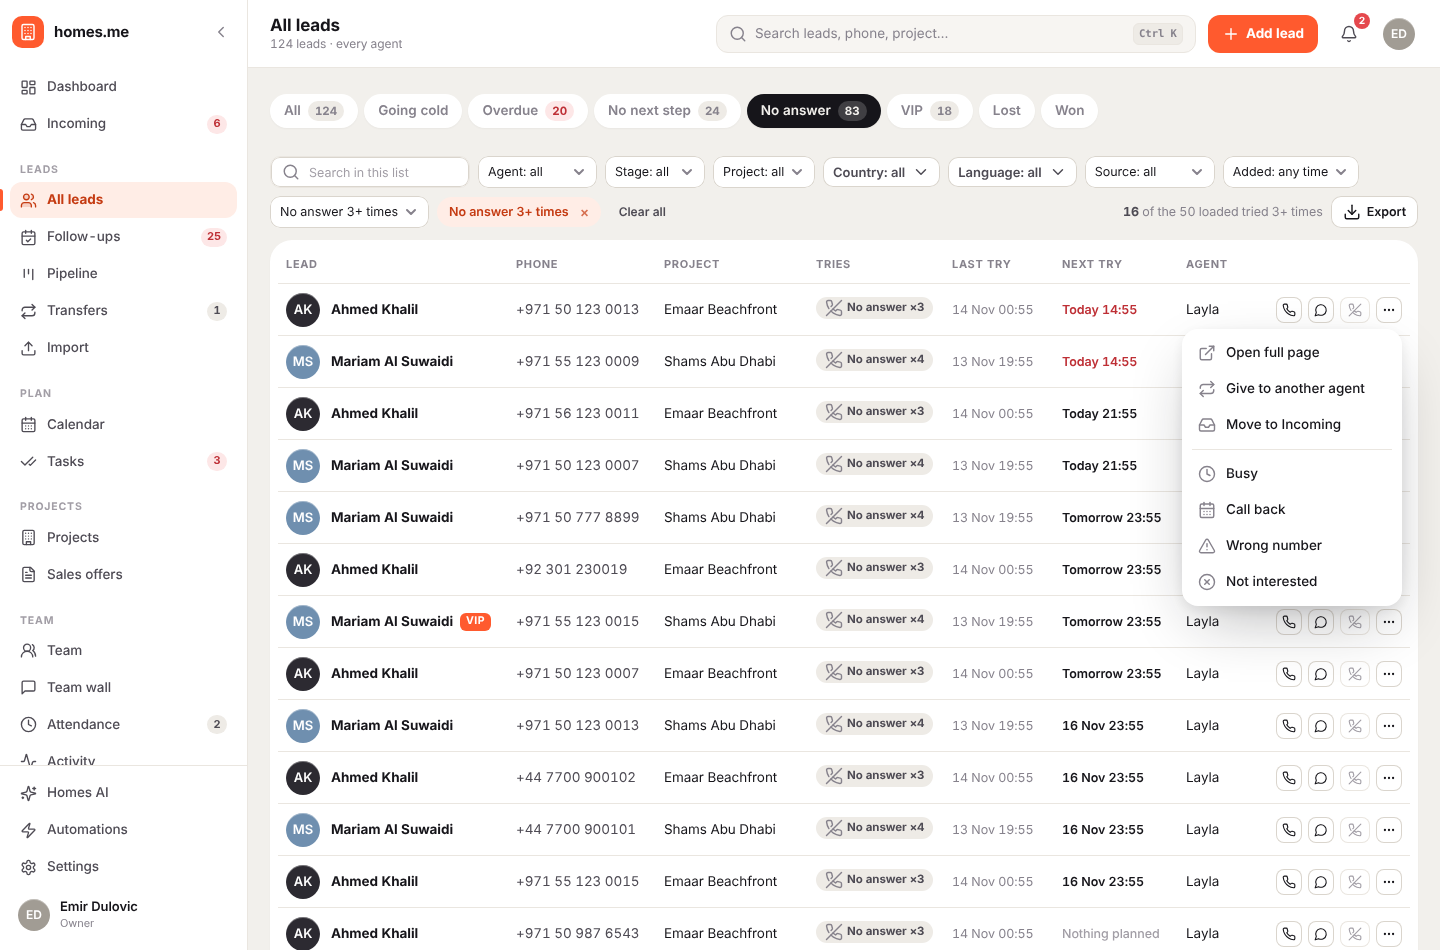 homes.me
All leads
124 leads · every agent
Search leads, phone, project...
Ctrl K
Add lead
2
ED
Dashboard
Incoming 6
LEADS
All leads
Follow-ups 25
Pipeline
Transfers 1
Import
PLAN
Calendar
Tasks 3
PROJECTS
Projects
Sales offers
TEAM
Team
Team wall
Attendance 2
Activity
Homes AI
Automations
Settings
ED
Emir Dulovic
Owner
All 124 Going cold Overdue 20 No next step 24 No answer 83 VIP 18 Lost Won
Search in this list Agent: all Stage: all Project: all Country: all Language: all Source: all Added: any time
No answer 3+ times No answer 3+ times × Clear all 16 of the 50 loaded tried 3+ times Export
LEAD PHONE PROJECT TRIES LAST TRY NEXT TRY AGENT
AK Ahmed Khalil +971 50 123 0013 Emaar Beachfront No answer ×3 14 Nov 00:55 Today 14:55 Layla
MS Mariam Al Suwaidi +971 55 123 0009 Shams Abu Dhabi No answer ×4 13 Nov 19:55 Today 14:55
AK Ahmed Khalil +971 56 123 0011 Emaar Beachfront No answer ×3 14 Nov 00:55 Today 21:55
MS Mariam Al Suwaidi +971 50 123 0007 Shams Abu Dhabi No answer ×4 13 Nov 19:55 Today 21:55
MS Mariam Al Suwaidi +971 50 777 8899 Shams Abu Dhabi No answer ×4 13 Nov 19:55 Tomorrow 23:55
AK Ahmed Khalil +92 301 230019 Emaar Beachfront No answer ×3 14 Nov 00:55 Tomorrow 23:55
MS Mariam Al Suwaidi VIP +971 55 123 0015 Shams Abu Dhabi No answer ×4 13 Nov 19:55 Tomorrow 23:55 Layla
AK Ahmed Khalil +971 50 123 0007 Emaar Beachfront No answer ×3 14 Nov 00:55 Tomorrow 23:55 Layla
MS Mariam Al Suwaidi +971 50 123 0013 Shams Abu Dhabi No answer ×4 13 Nov 19:55 16 Nov 23:55 Layla
AK Ahmed Khalil +44 7700 900102 Emaar Beachfront No answer ×3 14 Nov 00:55 16 Nov 23:55 Layla
MS Mariam Al Suwaidi +44 7700 900101 Shams Abu Dhabi No answer ×4 13 Nov 19:55 16 Nov 23:55 Layla
AK Ahmed Khalil +971 55 123 0015 Emaar Beachfront No answer ×3 14 Nov 00:55 16 Nov 23:55 Layla
AK Ahmed Khalil +971 50 987 6543 Emaar Beachfront No answer ×3 14 Nov 00:55 Nothing planned Layla
Open full page
Give to another agent
Move to Incoming
Busy
Call back
Wrong number
Not interested